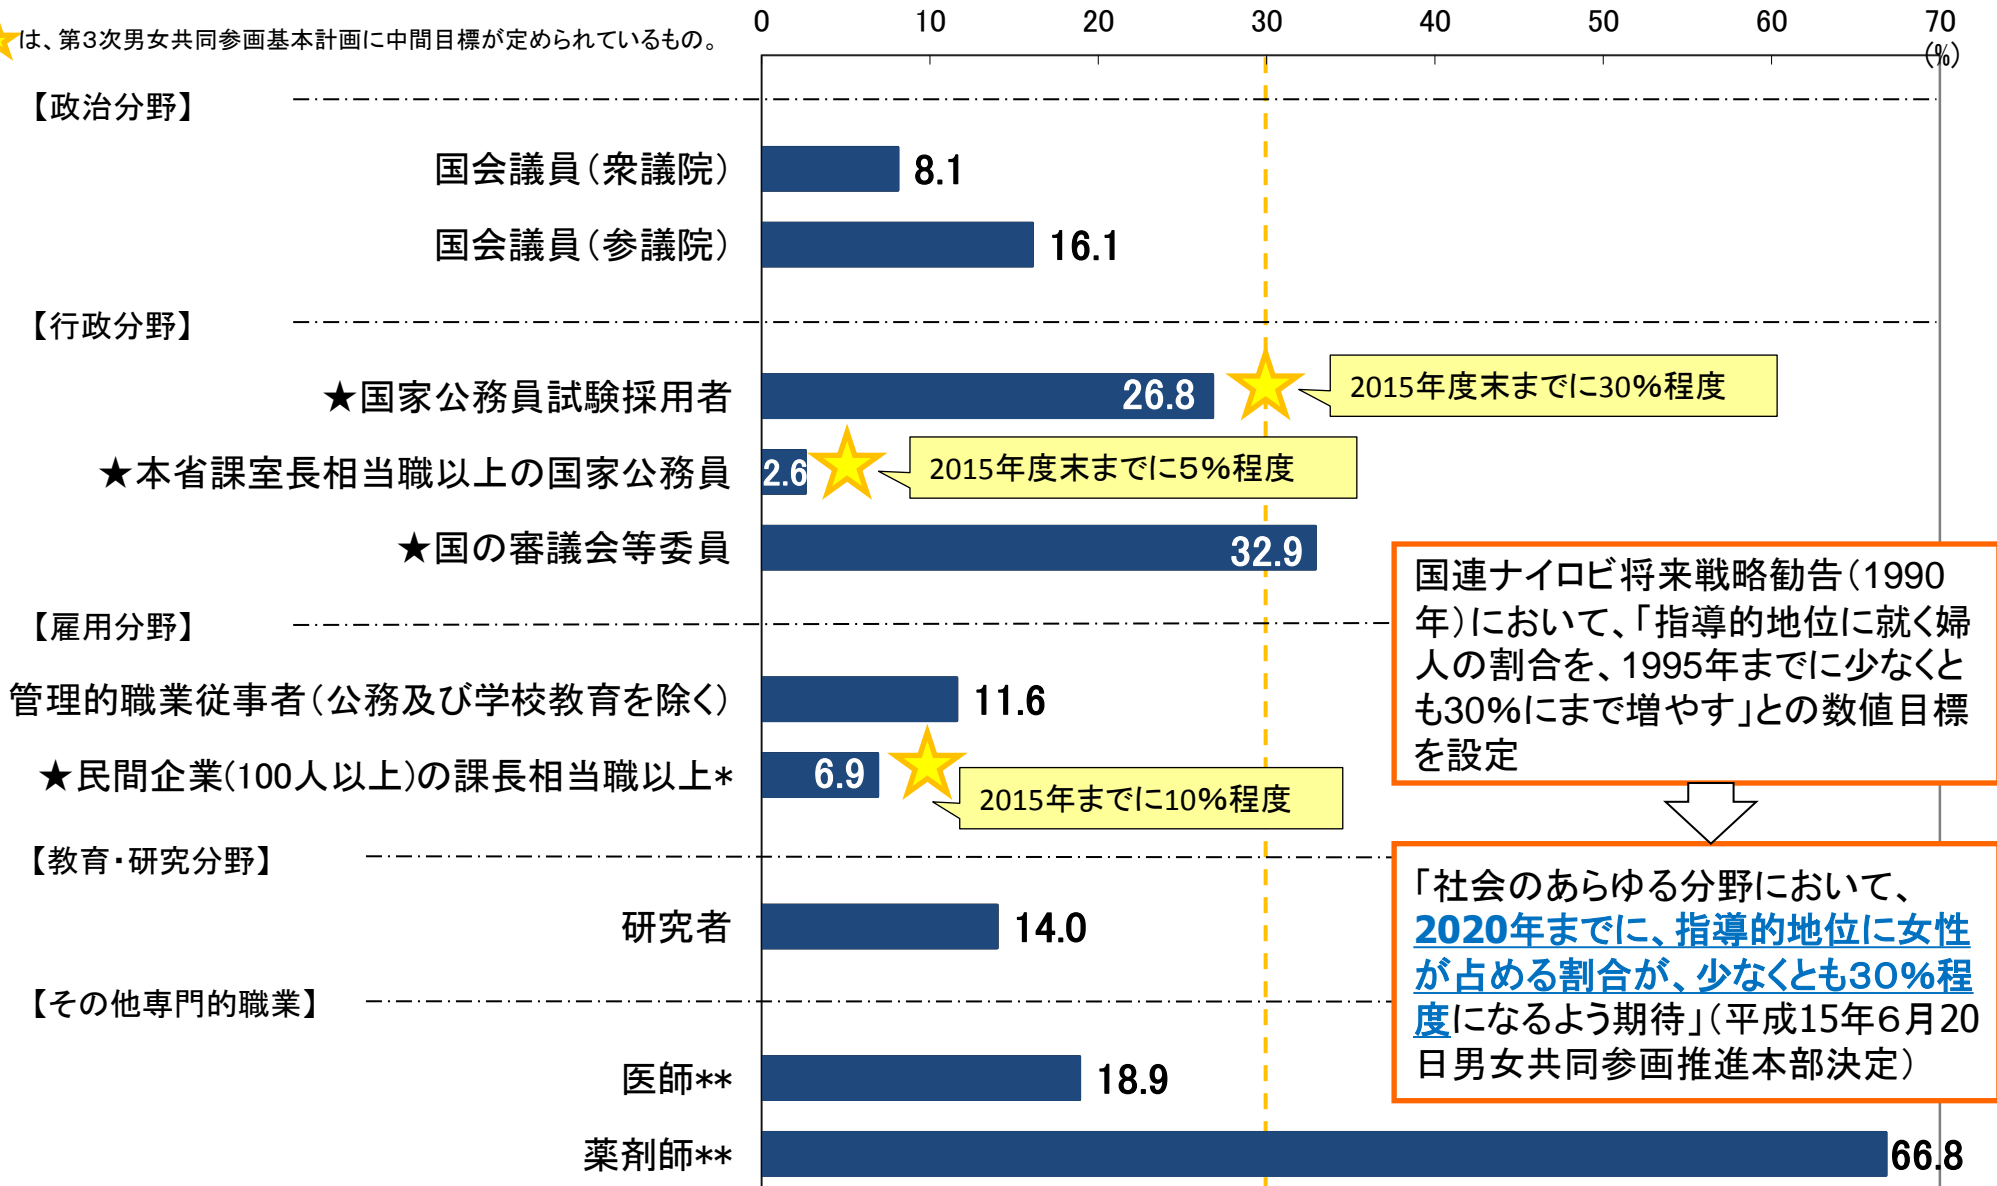 0 10 20 30 40 50 60 70
(%)
★は、第3次男女共同参画基本計画に中間目標が定められているもの。
【政治分野】
国会議員(衆議院) 8.1
国会議員(参議院) 16.1
【行政分野】
★国家公務員試験採用者 26.8
2015年度末までに30%程度
★本省課室長相当職以上の国家公務員 2.6
2015年度末までに5%程度
★国の審議会等委員 32.9
【雇用分野】
管理的職業従事者(公務及び学校教育を除く) 11.6
★民間企業(100人以上)の課長相当職以上* 6.9
2015年までに10%程度
【教育・研究分野】
研究者 14.0
【その他専門的職業】
医師** 18.9
薬剤師** 66.8
国連ナイロビ将来戦略勧告(1990
年)において、「指導的地位に就く婦
人の割合を、1995年までに少なくと
も30%にまで増やす」との数値目標
を設定
「社会のあらゆる分野において、
2020年までに、指導的地位に女性
が占める割合が、少なくとも30%程
度になるよう期待」(平成15年6月20
日男女共同参画推進本部決定)